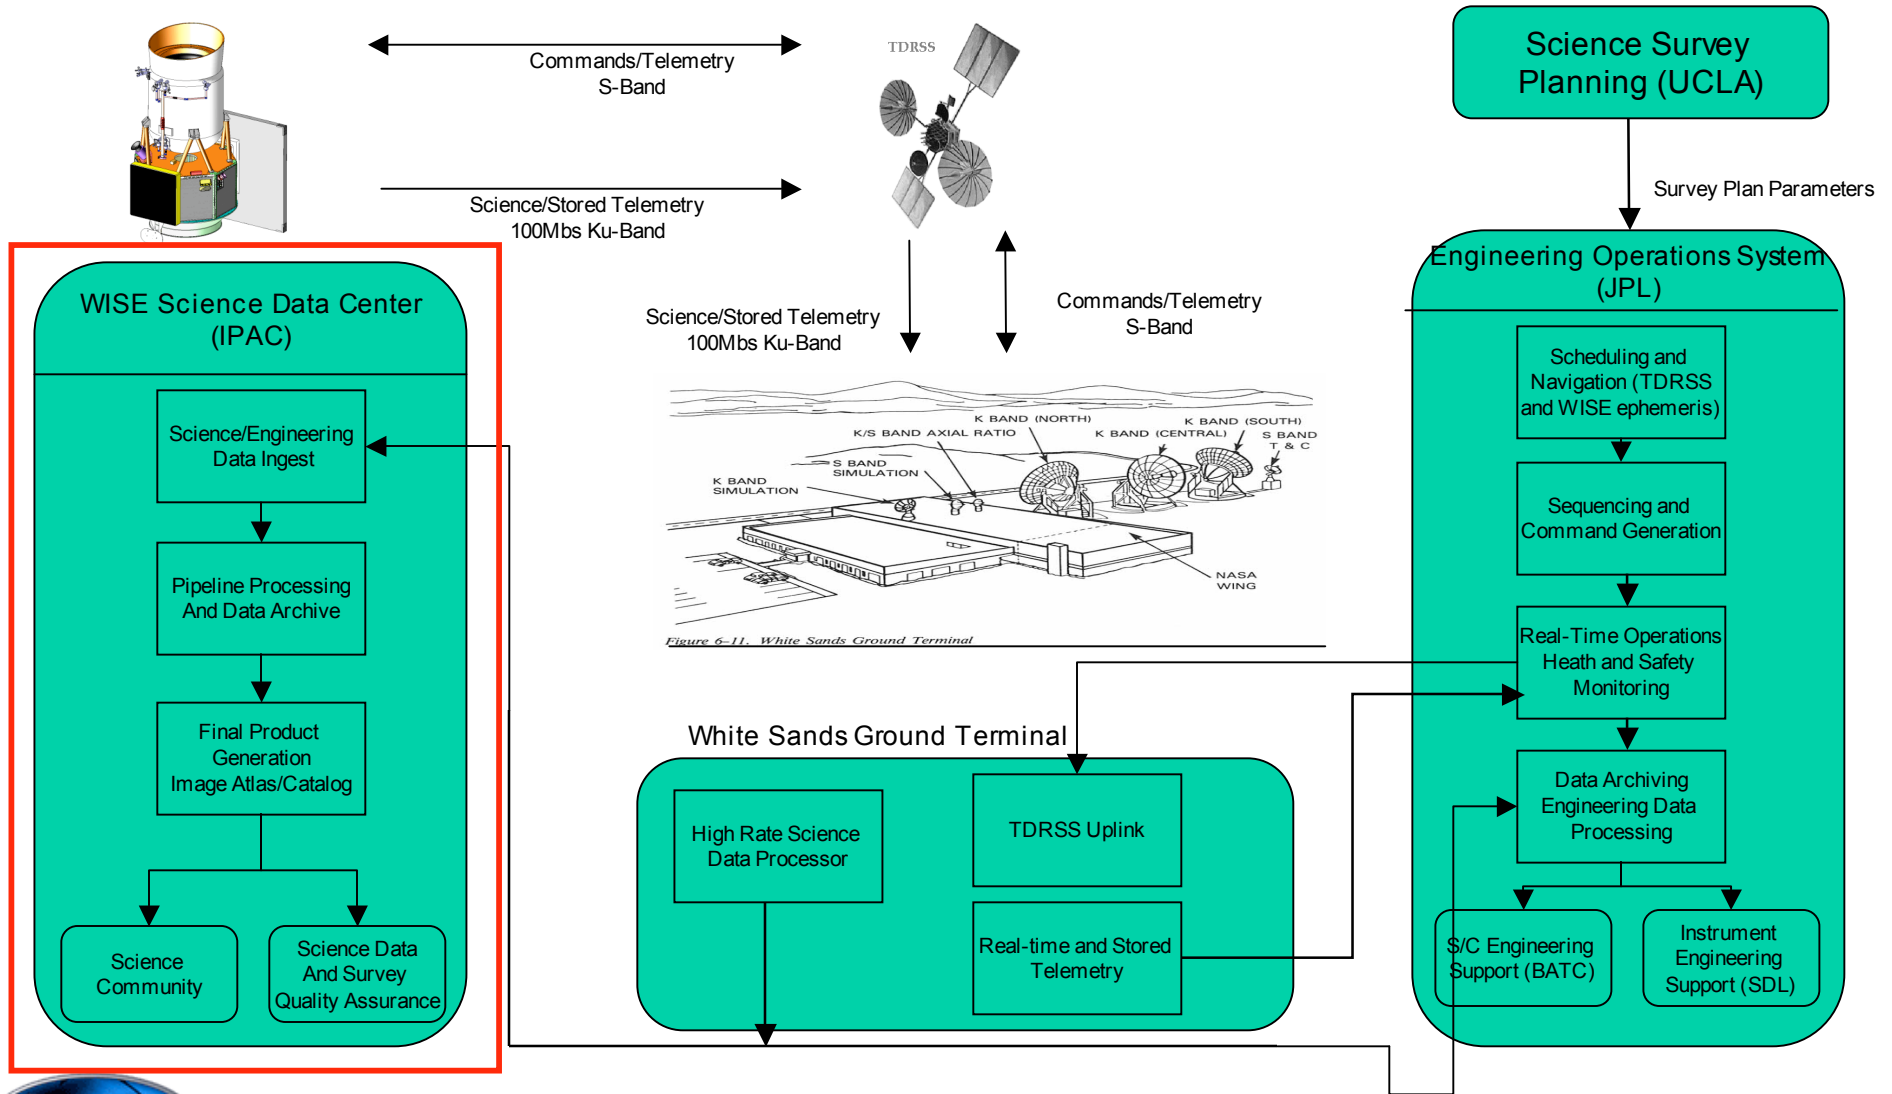 Commands/Telemetry
S-Band
TDRSS
Science Survey
Planning (UCLA)
Science/Stored Telemetry
100Mbs Ku-Band
Survey Plan Parameters
WISE Science Data Center
(IPAC)
Science/Engineering
Data Ingest
Pipeline Processing
And Data Archive
Final Product
Generation
Image Atlas/Catalog
Science
Community
Science Data
And Survey
Quality Assurance
Science/Stored Telemetry
100Mbs Ku-Band
Commands/Telemetry
S-Band
K BAND (NORTH)
K BAND (SOUTH)
K/S BAND AXIAL RATIO
K BAND (CENTRAL)
S BAND
T & C
S BAND
SIMULATION
K BAND
SIMULATION
NASA
WING
Figure 6-11. White Sands Ground Terminal
White Sands Ground Terminal
High Rate Science
Data Processor
TDRSS Uplink
Real-time and Stored
Telemetry
Engineering Operations System
(JPL)
Scheduling and
Navigation (TDRSS
and WISE ephemeris)
Sequencing and
Command Generation
Real-Time Operations
Heath and Safety
Monitoring
Data Archiving
Engineering Data
Processing
S/C Engineering
Support (BATC)
Instrument
Engineering
Support (SDL)